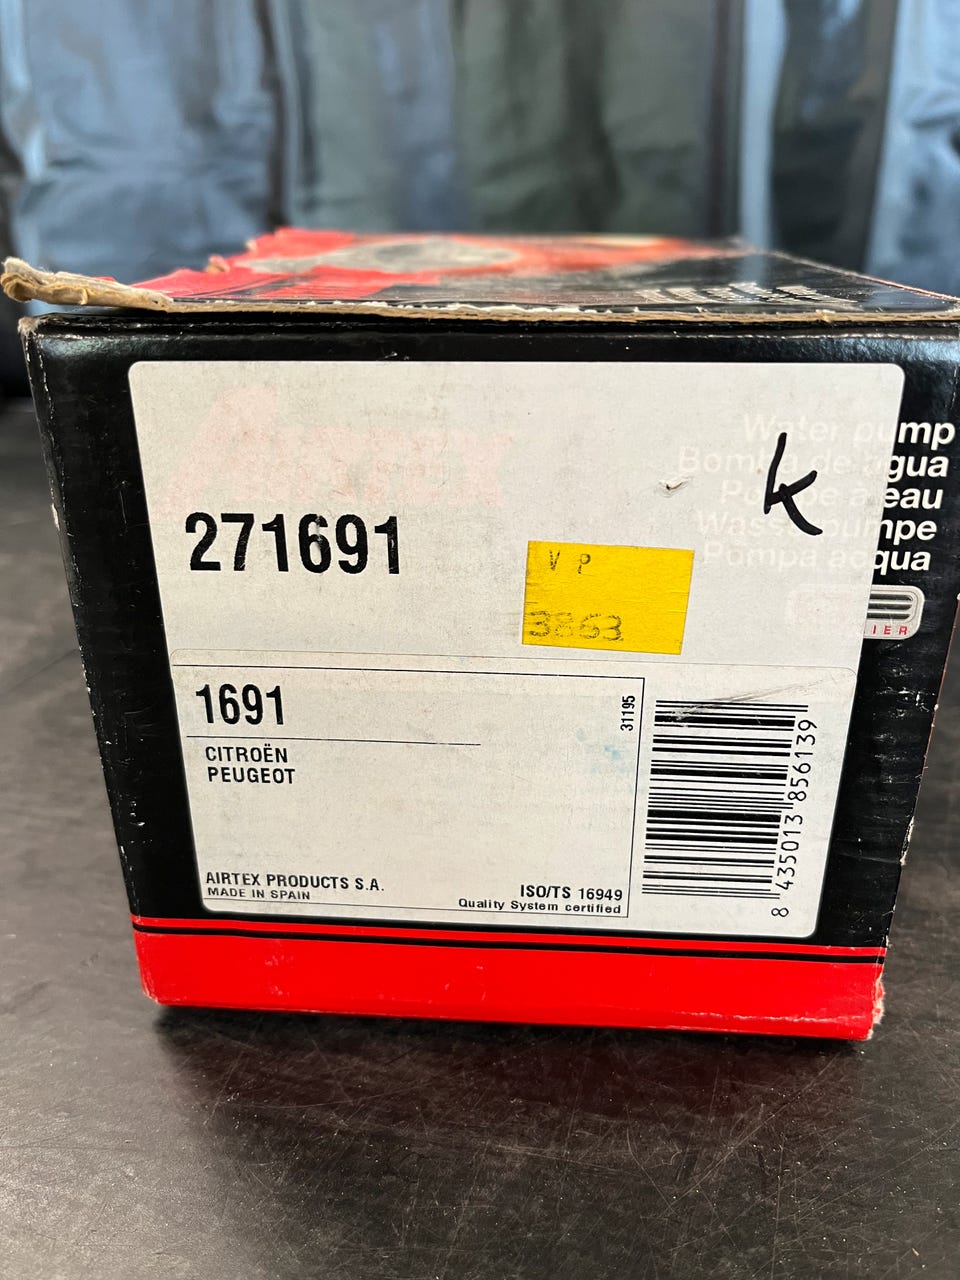 AIRTEX
Water pump
Bomba de agua
Pompe à eau
Wasserpumpe
Pompa acqua
K
271691
V P
3863
1691
31195
CITROËN
PEUGEOT
AIRTEX PRODUCTS S.A.
MADE IN SPAIN
ISO/TS 16949
Quality System certified
8 435013 856139